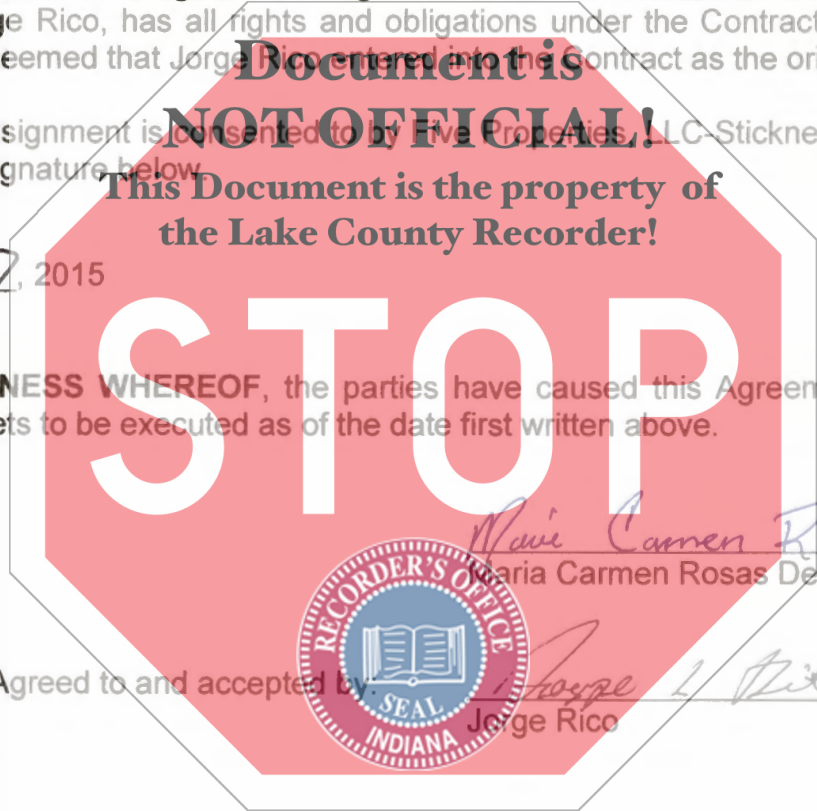 ge Rico, has all rights and obligations under the Contract
eemed that Jorge Rico entered into the Contract as the ori
Document is
signment is consented to by Five Properties, LLC-Stickne
NOT OFFICIAL!
gnature below
This Document is the property of
the Lake County Recorder!
, 2015
STOP
NESS WHEREOF, the parties have caused this Agreem
ets to be executed as of the date first written above.
Carmen R
Maria Carmen Rosas De
RECORDER'S OFFICE
Agreed to and accepted by:
SEAL
INDIANA
Jorge Rico